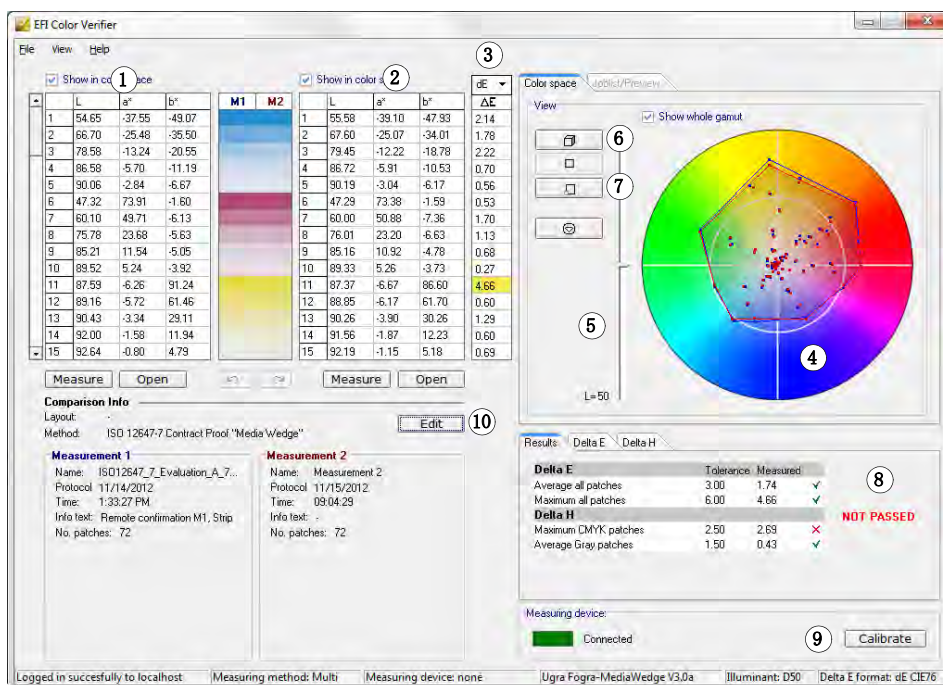 EFI Color Verifier
File View Help
Show in co ace
1
Show in color s
2
3
dE
L a* b*
M1 M2
L a* b*
ΔE
1 54.65 -37.55 -49.07 1 55.58 -39.10 -47.93 2.14
2 66.70 -25.48 -35.50 2 67.60 -25.07 -34.01 1.78
3 78.58 -13.24 -20.55 3 79.45 -12.22 -18.78 2.22
4 86.58 -5.70 -11.19 4 86.72 -5.91 -10.53 0.70
5 90.06 -2.84 -6.67 5 90.19 -3.04 -6.17 0.56
6 47.32 73.91 -1.60 6 47.29 73.38 -1.59 0.53
7 60.10 49.71 -6.13 7 60.00 50.88 -7.36 1.70
8 75.78 23.68 -5.63 8 76.01 23.20 -6.63 1.13
9 85.21 11.54 -5.05 9 85.16 10.92 -4.78 0.68
10 89.52 5.24 -3.92 10 89.33 5.26 -3.73 0.27
11 87.59 -6.26 91.24 11 87.37 -6.67 86.60 4.66
12 89.16 -5.72 61.46 12 88.85 -6.17 61.70 0.60
13 90.43 -3.34 29.11 13 90.26 -3.90 30.26 1.29
14 92.00 -1.58 11.94 14 91.56 -1.87 12.23 0.60
15 92.64 -0.80 4.79 15 92.19 -1.15 5.18 0.69
Measure Open Measure Open
Comparison Info
Layout: -
Method: ISO 12647-7 Contract Proof "Media Wedge"
Edit
10
Measurement 1
Name: ISO12647_7_Evaluation_A_7...
Protocol 11/14/2012
Time: 1:33:27 PM
Info text: Remote confirmation M1, Strip
No. patches: 72
Measurement 2
Name: Measurement 2
Protocol 11/15/2012
Time: 09:04:29
Info text: -
No. patches: 72
Color space Joblist/Preview
View
Show whole gamut
6
7
5
4
L=50
Results Delta E Delta H
Delta E Tolerance Measured
Average all patches 3.00 1.74
Maximum all patches 6.00 4.66
Delta H
Maximum CMYK patches 2.50 2.69
Average Gray patches 1.50 0.43
8
NOT PASSED
Measuring device:
Connected
9
Calibrate
Logged in succesfully to localhost Measuring method: Multi Measuring device: none Ugra Fogra-MediaWedge V3,0a Illuminant: D50 Delta E format: dE CIE76